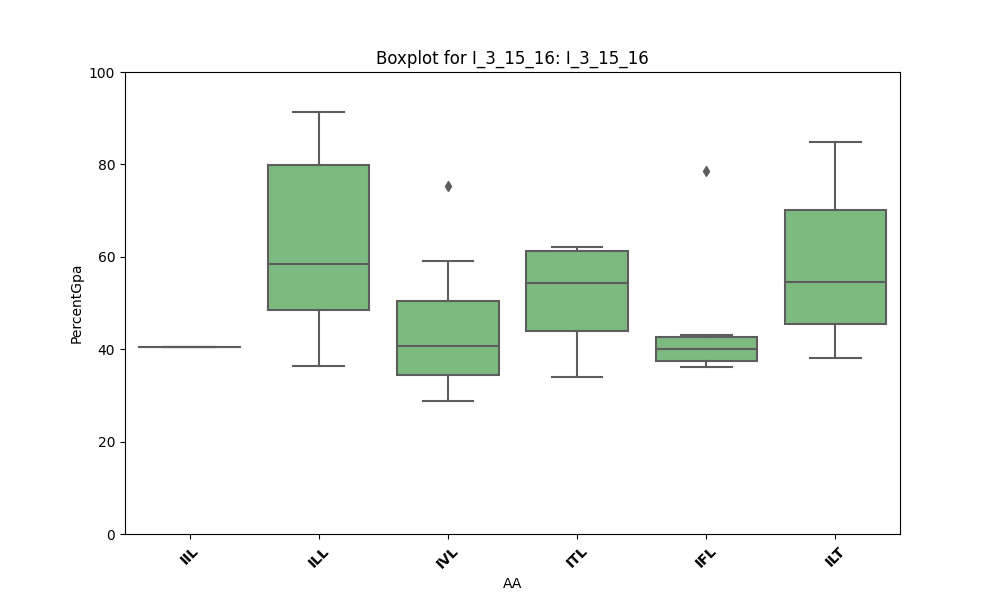 Boxplot for I_3_15_16: I_3_15_16
PercentGpa
100
80
60
40
20
0
IIL
ILL
IVL
ITL
IFL
ILT
AA